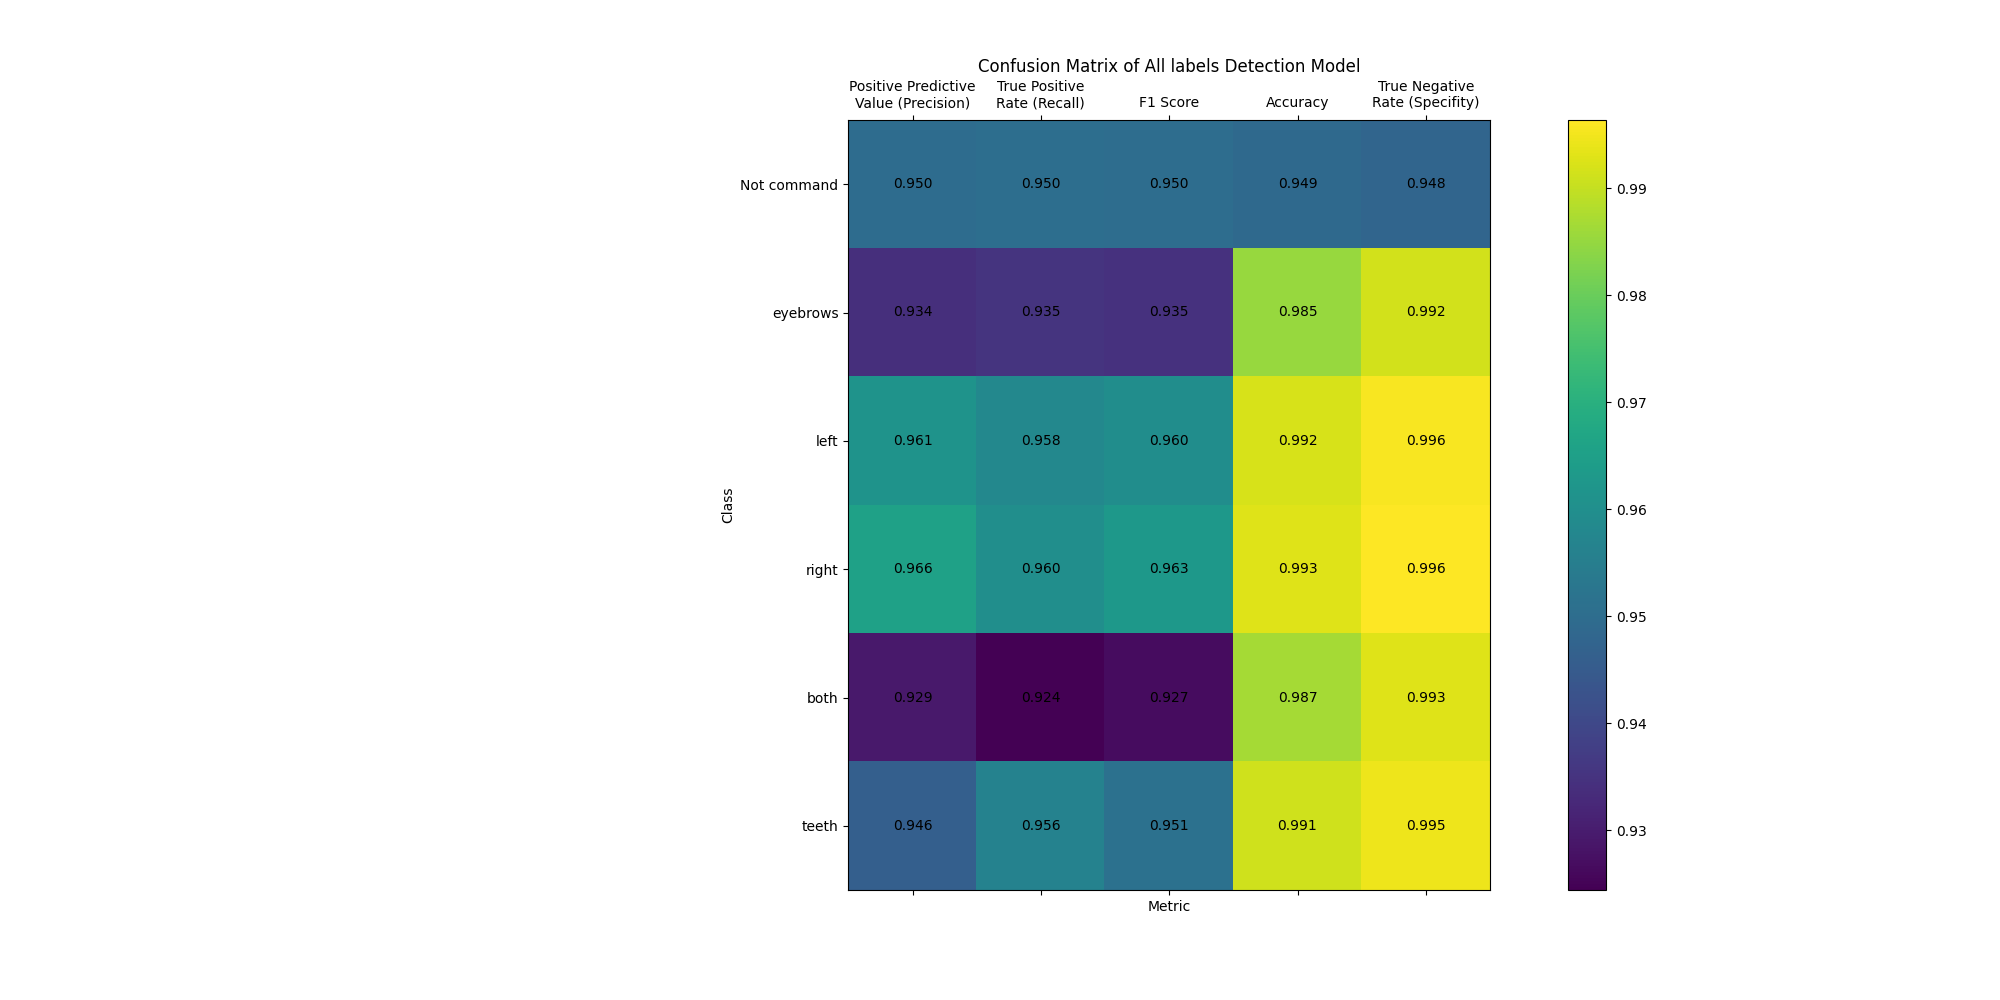 Confusion Matrix of All labels Detection Model
Positive Predictive
Value (Precision)
True Positive
Rate (Recall)
F1 Score
Accuracy
True Negative
Rate (Specifity)
Class
Not command 0.950 0.950 0.950 0.949 0.948
eyebrows 0.934 0.935 0.935 0.985 0.992
left 0.961 0.958 0.960 0.992 0.996
right 0.966 0.960 0.963 0.993 0.996
both 0.929 0.924 0.927 0.987 0.993
teeth 0.946 0.956 0.951 0.991 0.995
Metric
0.99
0.98
0.97
0.96
0.95
0.94
0.93